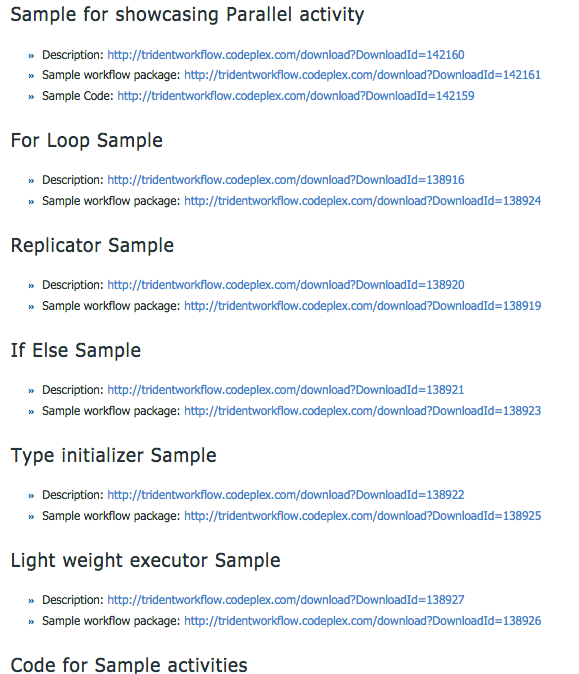 Sample for showcasing Parallel activity
» Description: http://tridentworkflow.codeplex.com/download?DownloadId=142160
» Sample workflow package: http://tridentworkflow.codeplex.com/download?DownloadId=142161
» Sample Code: http://tridentworkflow.codeplex.com/download?DownloadId=142159
For Loop Sample
» Description: http://tridentworkflow.codeplex.com/download?DownloadId=138916
» Sample workflow package: http://tridentworkflow.codeplex.com/download?DownloadId=138924
Replicator Sample
» Description: http://tridentworkflow.codeplex.com/download?DownloadId=138920
» Sample workflow package: http://tridentworkflow.codeplex.com/download?DownloadId=138919
If Else Sample
» Description: http://tridentworkflow.codeplex.com/download?DownloadId=138921
» Sample workflow package: http://tridentworkflow.codeplex.com/download?DownloadId=138923
Type initializer Sample
» Description: http://tridentworkflow.codeplex.com/download?DownloadId=138922
» Sample workflow package: http://tridentworkflow.codeplex.com/download?DownloadId=138925
Light weight executor Sample
» Description: http://tridentworkflow.codeplex.com/download?DownloadId=138927
» Sample workflow package: http://tridentworkflow.codeplex.com/download?DownloadId=138926
Code for Sample activities